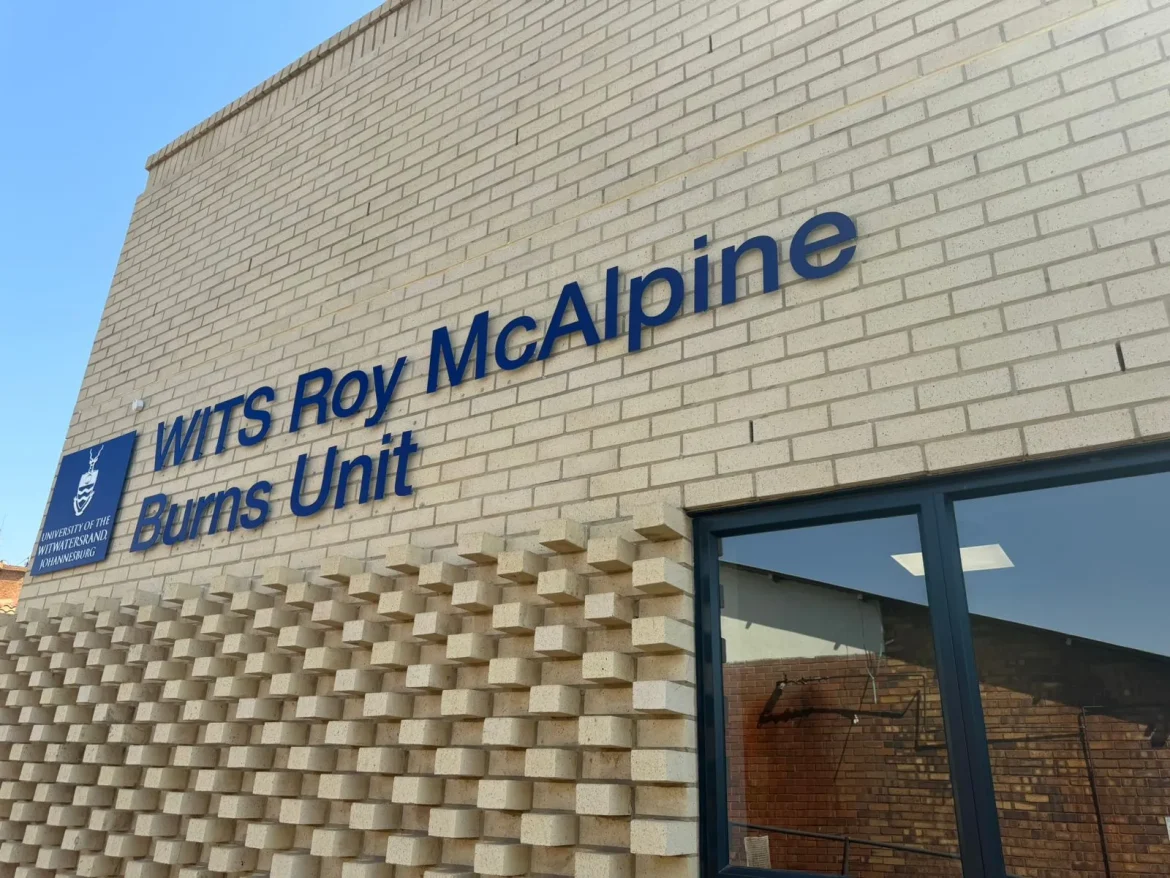 WITS Roy McAlpine
Burns Unit
UNIVERSITY OF THE
WITWATERSRAND,
JOHANNESBURG